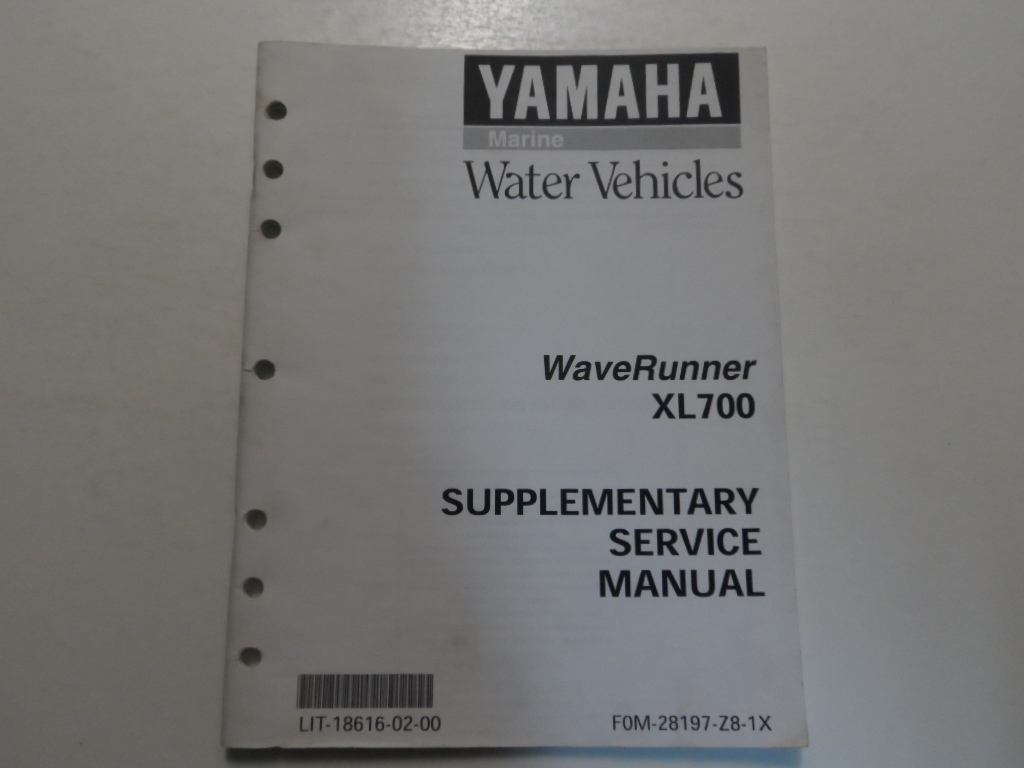 YAMAHA
Marine
Water Vehicles
WaveRunner
XL700
SUPPLEMENTARY
SERVICE
MANUAL
LIT-18616-02-00
F0M-28197-Z8-1X